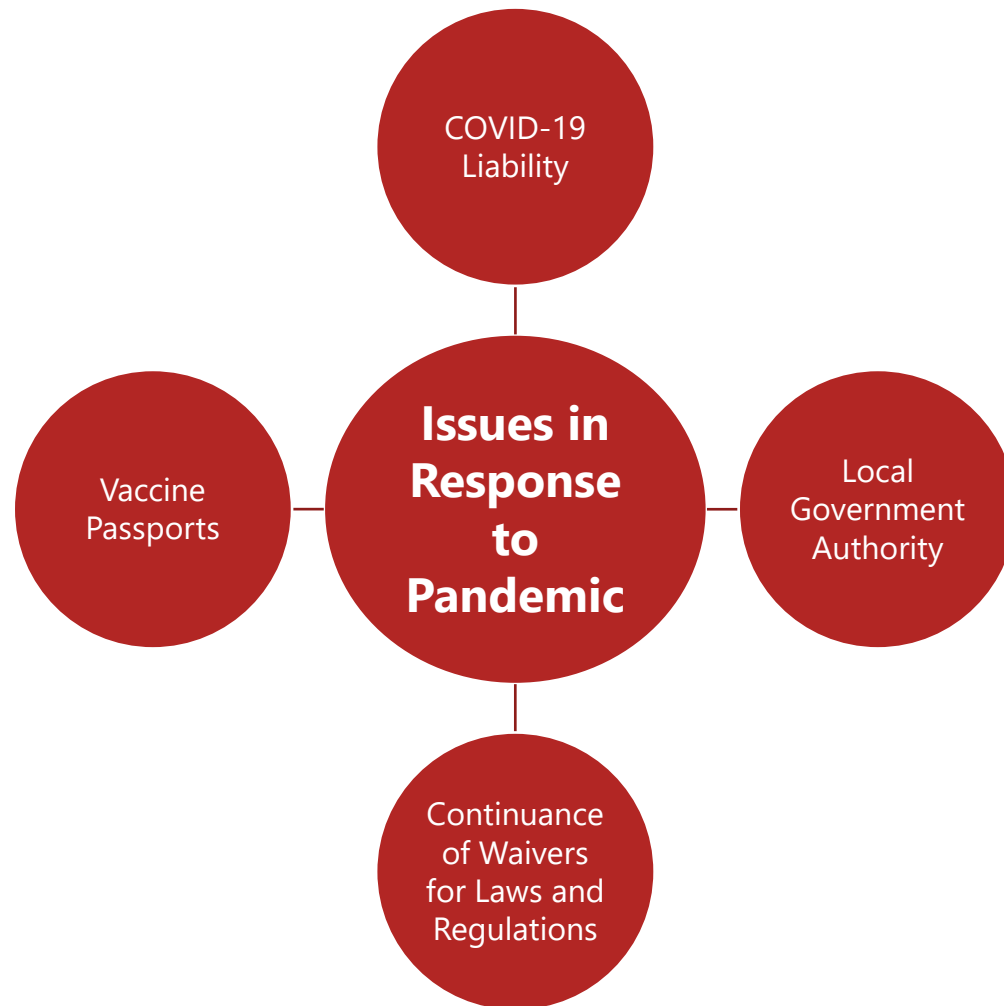 COVID-19
Liability
Vaccine
Passports
Issues in
Response
to
Pandemic
Local
Government
Authority
Continuance
of Waivers
for Laws and
Regulations